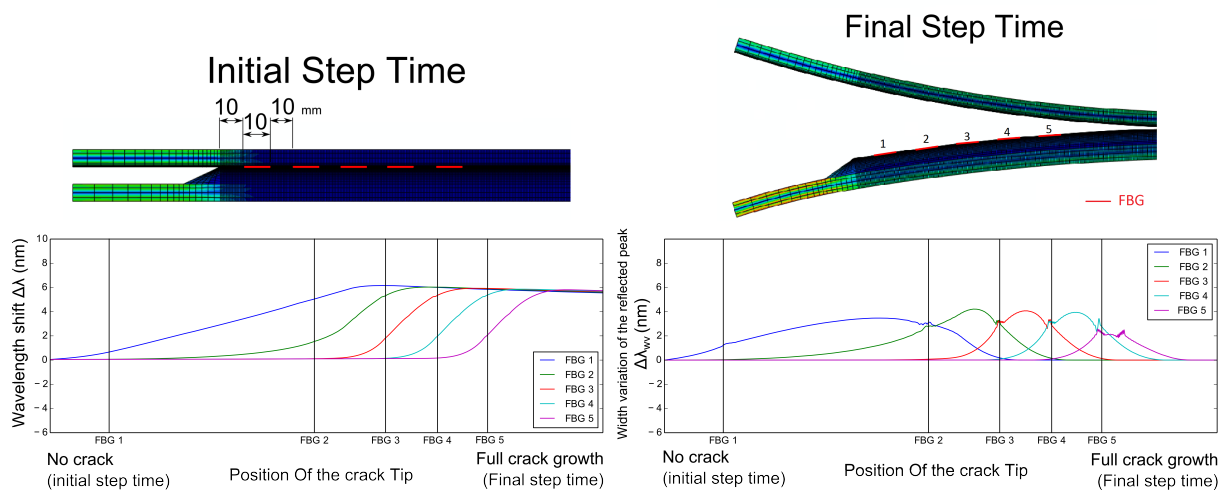 Initial Step Time
10 10 mm
10
Final Step Time
1 2 3 4 5
FBG
Wavelength shift Δλ (nm)
10
8
6
4
2
0
−2
−4
−6
FBG 1
FBG 2
FBG 3
FBG 4
FBG 5
FBG 1 FBG 2 FBG 3 FBG 4 FBG 5
No crack
(initial step time)
Position Of the crack Tip
Full crack growth
(Final step time)
Width variation of the reflected peak
Δλwv (nm)
8
6
4
2
0
−2
−4
−6
FBG 1
FBG 2
FBG 3
FBG 4
FBG 5
FBG 1 FBG 2 FBG 3 FBG 4 FBG 5
No crack
(initial step time)
Position Of the crack Tip
Full crack growth
(Final step time)